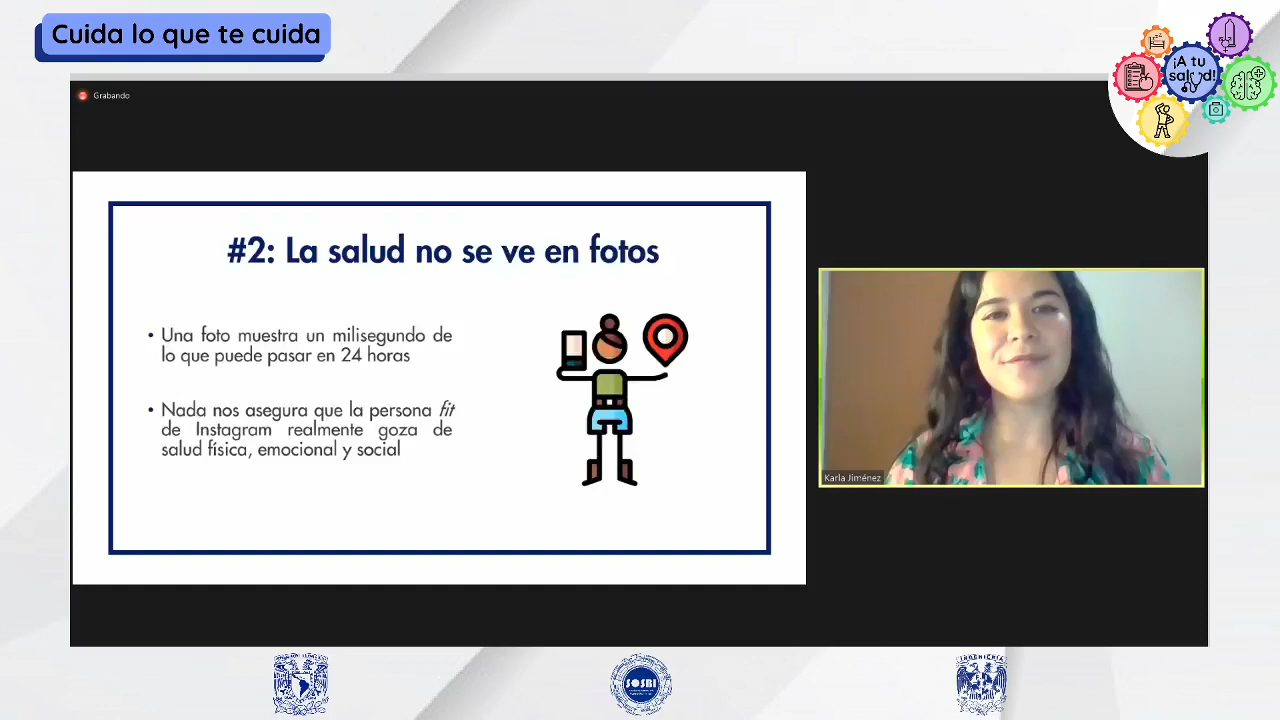 Cuida lo que te cuida
¡A tu
salud!
Grabando
#2: La salud no se ve en fotos
• Una foto muestra un milisegundo de
lo que puede pasar en 24 horas
• Nada nos asegura que la persona fit
de Instagram realmente goza de
salud física, emocional y social
Karla Jiménez
SOSBI